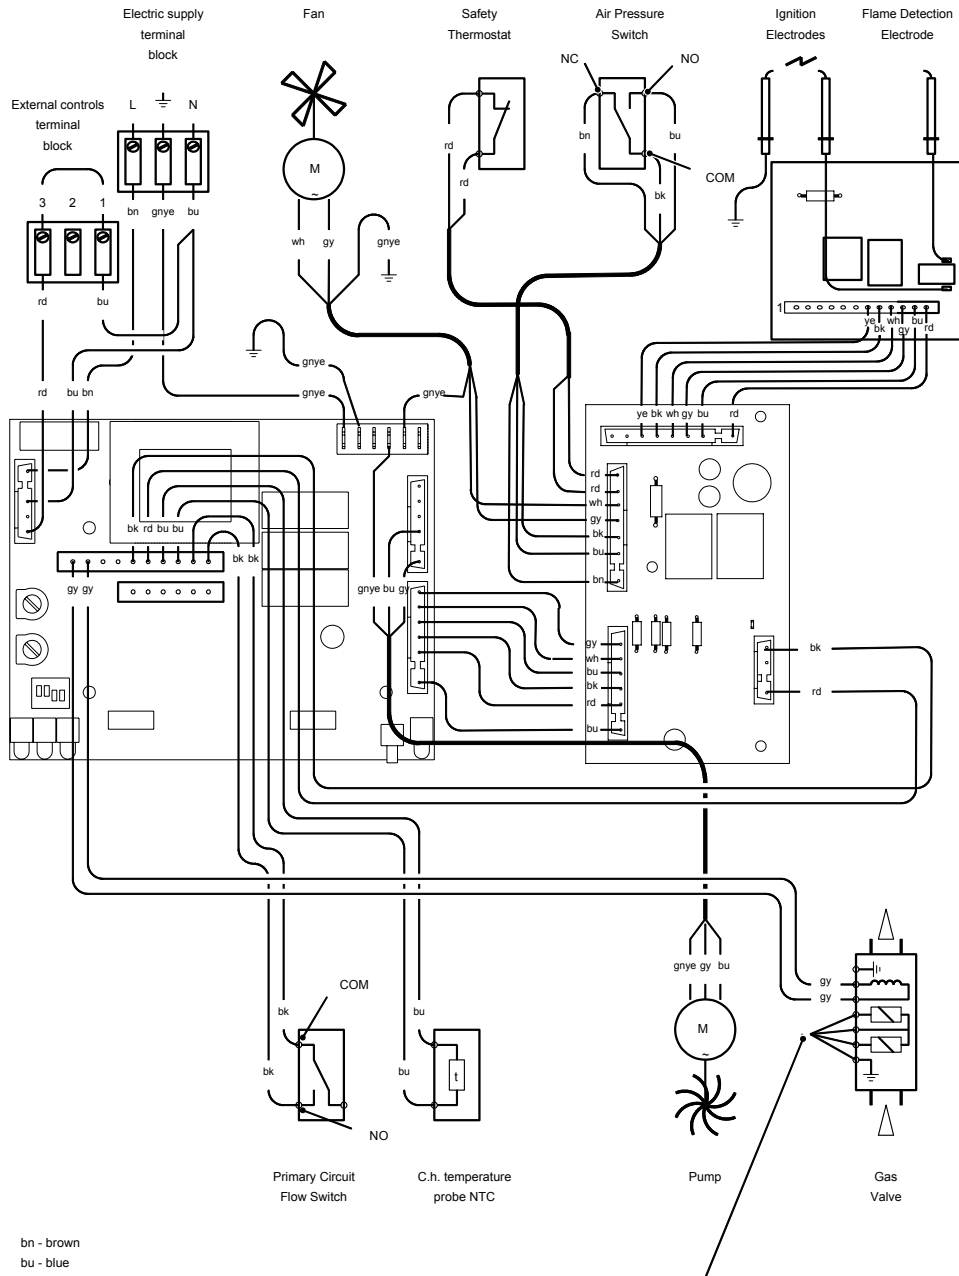 Electric supply
terminal
block
Fan
Safety
Thermostat
Air Pressure
Switch
Ignition
Electrodes
Flame Detection
Electrode
External controls
terminal
block
L
N
NC
NO
COM
3
2
1
M
~
bn
gnye
bu
rd
bu
wh
gy
gnye
rd
rd
bn
bu
bk
1
ye
bk
wh
gy
bu
rd
rd
bu bn
gnye
gnye
gnye
ye bk wh gy bu rd
rd
rd
wh
gy
bk
bu
bn
bk rd bu bu
bk bk
gy gy
gnye bu gy
gy
wh
bu
bk
rd
bu
bk
rd
gnye gy bu
M
~
gy
gy
COM
bk
bk
NO
bu
bu
t
Primary Circuit
Flow Switch
C.h. temperature
probe NTC
Pump
Gas
Valve
bn - brown
bu - blue